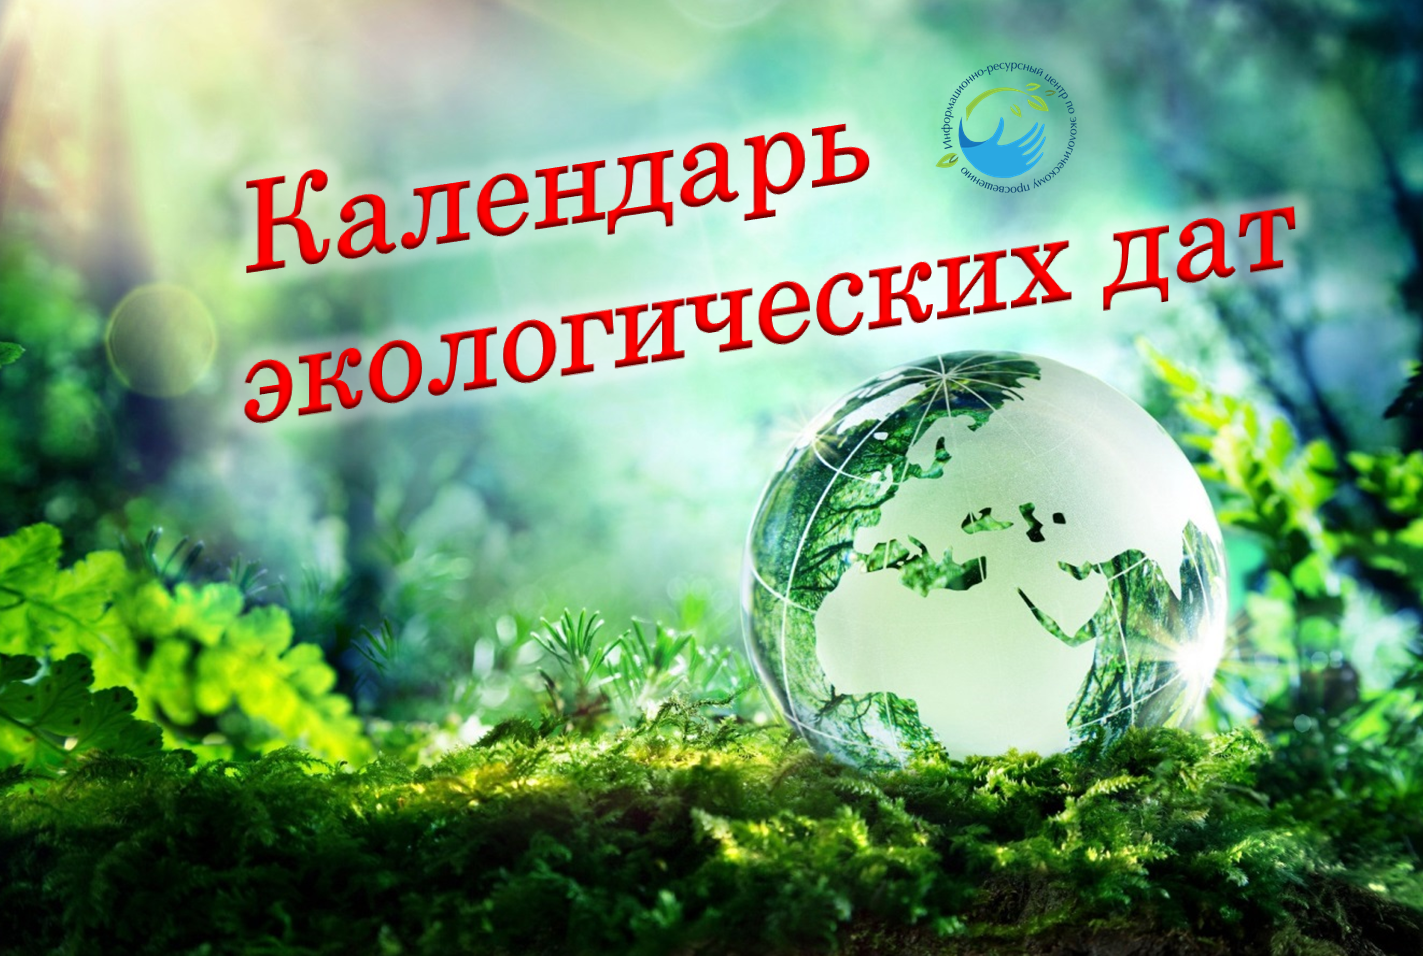 Календарь
экологических дат
Информационно-ресурсный центр по экологическому просвещению